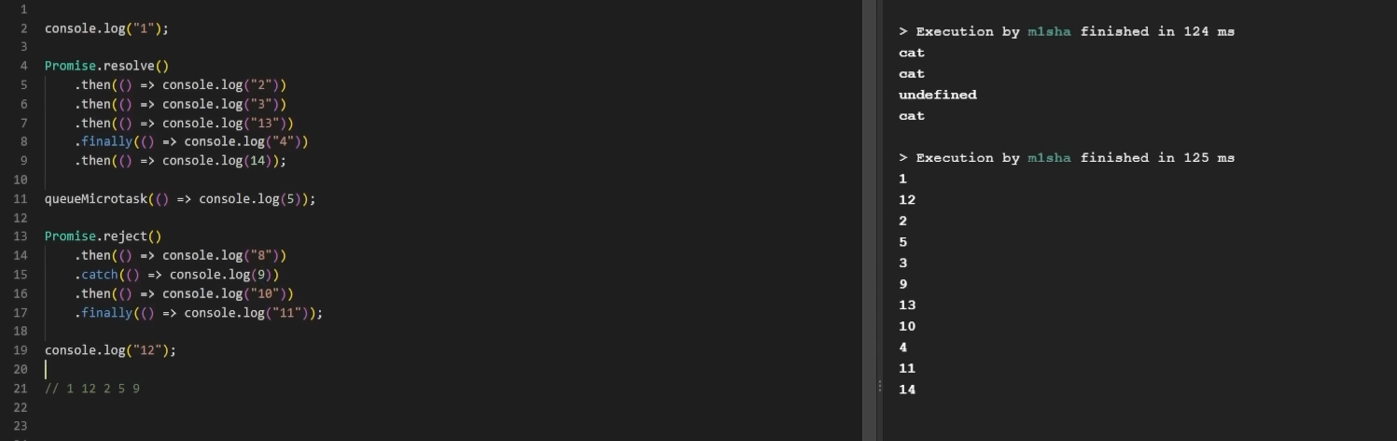 1
2 console.log("1");
3
4 Promise.resolve()
5 .then(() => console.log("2"))
6 .then(() => console.log("3"))
7 .then(() => console.log("13"))
8 .finally(() => console.log("4"))
9 .then(() => console.log(14));
10
11 queueMicrotask(() => console.log(5));
12
13 Promise.reject()
14 .then(() => console.log("8"))
15 .catch(() => console.log(9))
16 .then(() => console.log("10"))
17 .finally(() => console.log("11"));
18
19 console.log("12");
20
21 // 1 12 2 5 9
22
23
> Execution by m1sha finished in 124 ms
cat
cat
undefined
cat
> Execution by m1sha finished in 125 ms
1
12
2
5
3
9
13
10
4
11
14